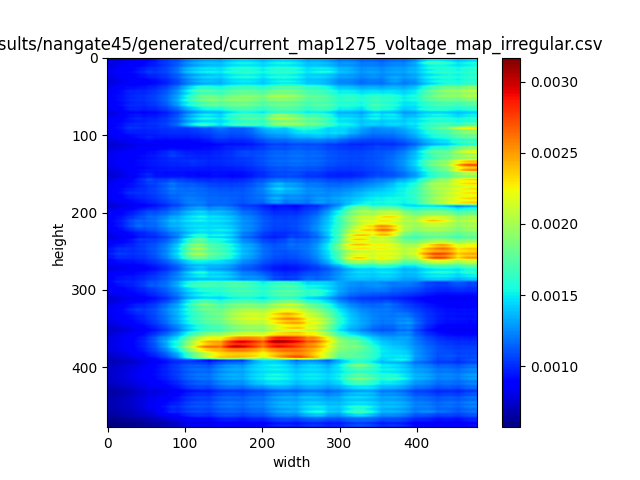 sults/nangate45/generated/current_map1275_voltage_map_irregular.csv
0
100
200
300
400
height
0 100 200 300 400
width
0.0030
0.0025
0.0020
0.0015
0.0010